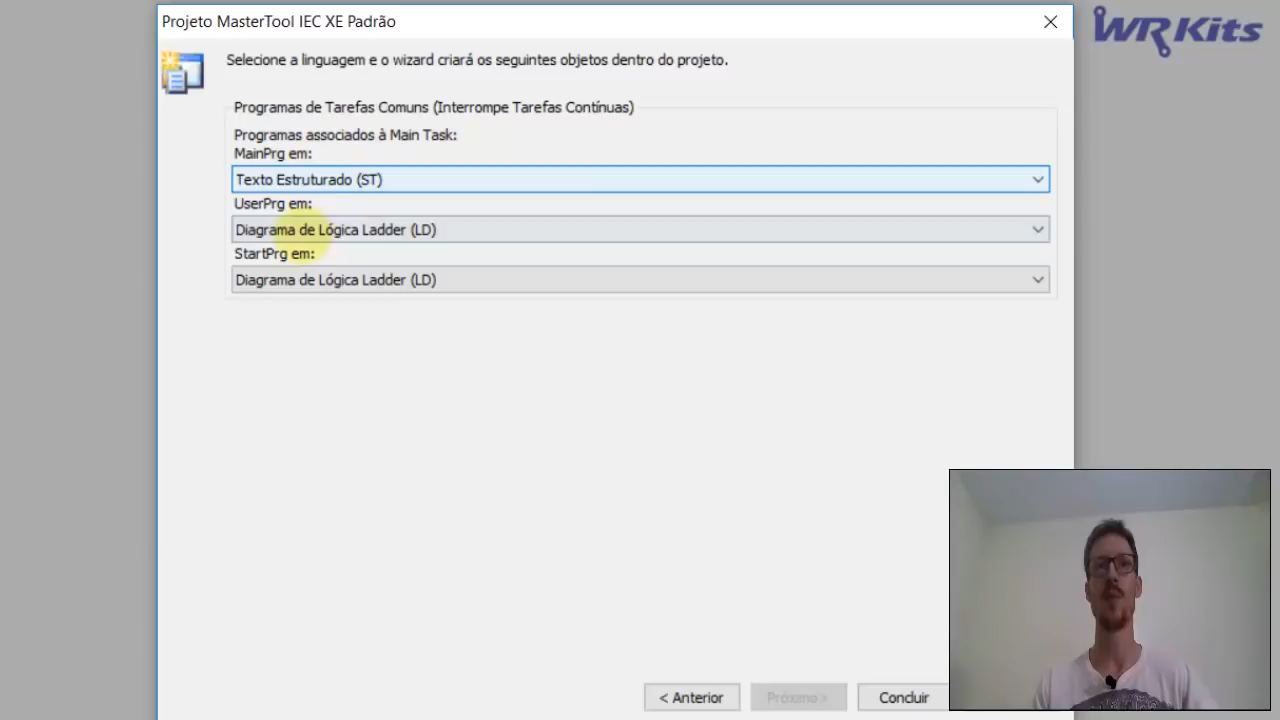 Projeto MasterTool IEC XE Padrão
WRKits
Selecione a linguagem e o wizard criará os seguintes objetos dentro do projeto.
Programas de Tarefas Comuns (Interrompe Tarefas Contínuas)
Programas associados à Main Task:
MainPrg em:
Texto Estruturado (ST)
UserPrg em:
Diagrama de Lógica Ladder (LD)
StartPrg em:
Diagrama de Lógica Ladder (LD)
< Anterior
Próximo >
Concluir